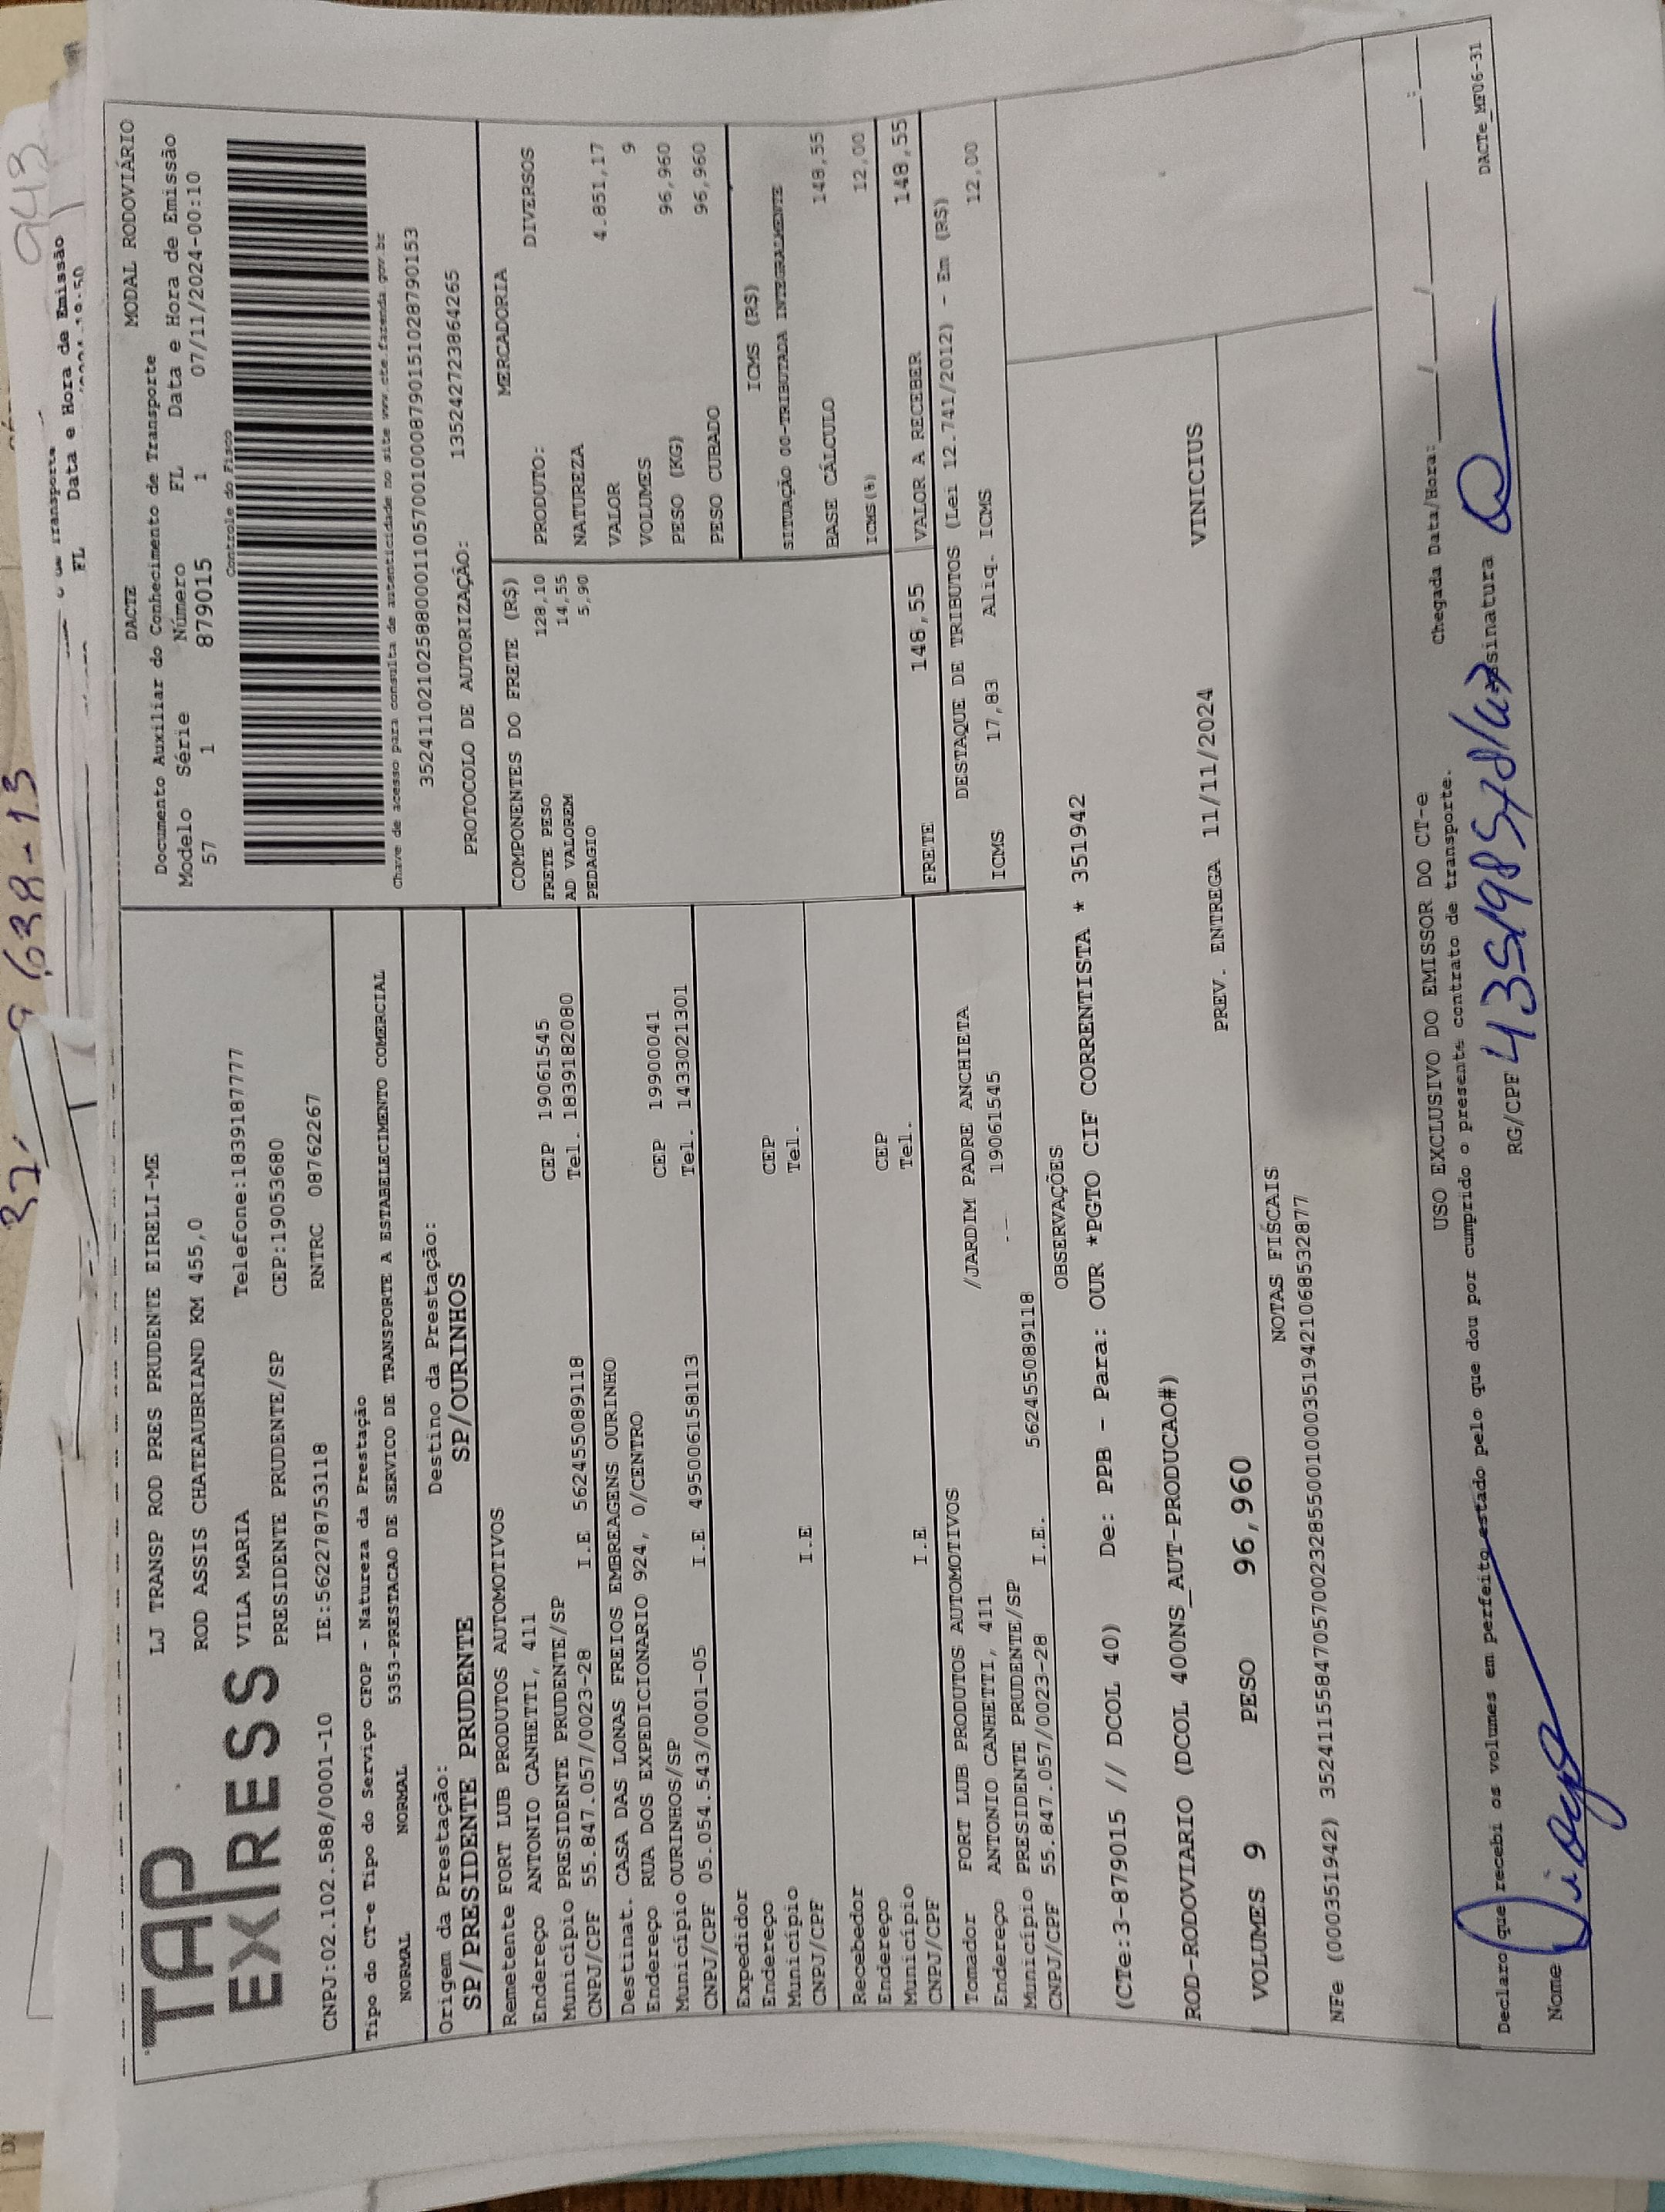 37, 9 638-13
943
FL Data e Hora de Emissão
TAP
EXPRESS
LJ TRANSP ROD PRES PRUDENTE EIRELI-ME
ROD ASSIS CHATEAUBRIAND KM 455,0
VILA MARIA Telefone:1839187777
PRESIDENTE PRUDENTE/SP CEP:19053680
CNPJ:02.102.588/0001-10 IE:562278753118 RNTRC 08762267
DACTE MODAL RODOVIÁRIO
Documento Auxiliar do Conhecimento de Transporte
Modelo Série Número FL Data e Hora de Emissão
57 1 879015 1 07/11/2024-00:10
Controle do Fisco
Chave de acesso para consulta de autenticidade no site www.cte.fazenda.gov.br
35241102102588000110570010008790151028790153
PROTOCOLO DE AUTORIZAÇÃO: 135242723864265
Tipo do CT-e Tipo do Serviço CFOP - Natureza da Prestação
NORMAL NORMAL 5353-PRESTACAO DE SERVICO DE TRANSPORTE A ESTABELECIMENTO COMERCIAL
Origem da Prestação: Destino da Prestação:
SP/PRESIDENTE PRUDENTE SP/OURINHOS
Remetente FORT LUB PRODUTOS AUTOMOTIVOS
Endereço ANTONIO CANHETTI, 411 CEP 19061545
Município PRESIDENTE PRUDENTE/SP Tel. 1839182080
CNPJ/CPF 55.847.057/0023-28 I.E 562455089118
Destinat. CASA DAS LONAS FREIOS EMBREAGENS OURINHO
Endereço RUA DOS EXPEDICIONARIO 924, 0/CENTRO CEP 19900041
Município OURINHOS/SP Tel. 1433021301
CNPJ/CPF 05.054.543/0001-05 I.E 495006158113
Expedidor
Endereço CEP
Município Tel.
CNPJ/CPF I.E
Recebedor
Endereço CEP
Município Tel.
CNPJ/CPF I.E
Tomador FORT LUB PRODUTOS AUTOMOTIVOS /JARDIM PADRE ANCHIETA
Endereço ANTONIO CANHETTI, 411 -- 19061545
Município PRESIDENTE PRUDENTE/SP
CNPJ/CPF 55.847.057/0023-28 I.E. 562455089118
COMPONENTES DO FRETE (R$)
FRETE PESO 128,10
AD VALOREM 14,55
PEDAGIO 5,90
MERCADORIA
PRODUTO: DIVERSOS
NATUREZA
VALOR 4.851,17
VOLUMES 9
PESO (KG) 96,960
PESO CUBADO 96,960
ICMS (R$)
SITUAÇÃO 00-TRIBUTADA INTEGRALMENTE
BASE CÁLCULO 148,55
ICMS(%) 12,00
FRETE 148,55 VALOR A RECEBER 148,55
DESTAQUE DE TRIBUTOS (Lei 12.741/2012) - Em (R$)
ICMS 17,83 Aliq. ICMS 12,00
OBSERVAÇÕES
(CTe:3-879015 // DCOL 40) De: PPB - Para: OUR *PGTO CIF CORRENTISTA * 351942
ROD-RODOVIARIO (DCOL 400NS_AUT-PRODUCAO#)
PREV. ENTREGA 11/11/2024 VINICIUS
VOLUMES 9 PESO 96,960
NOTAS FISCAIS
NFe (000351942) 35241155847057002328550010003519421068532877
USO EXCLUSIVO DO EMISSOR DO CT-e
Declaro que recebi os volumes em perfeito estado pelo que dou por cumprido o presente contrato de transporte. Chegada Data/Hora:____/____/____ __:__
Nome Diogo RG/CPF Assinatura
DACTe_MF06-31